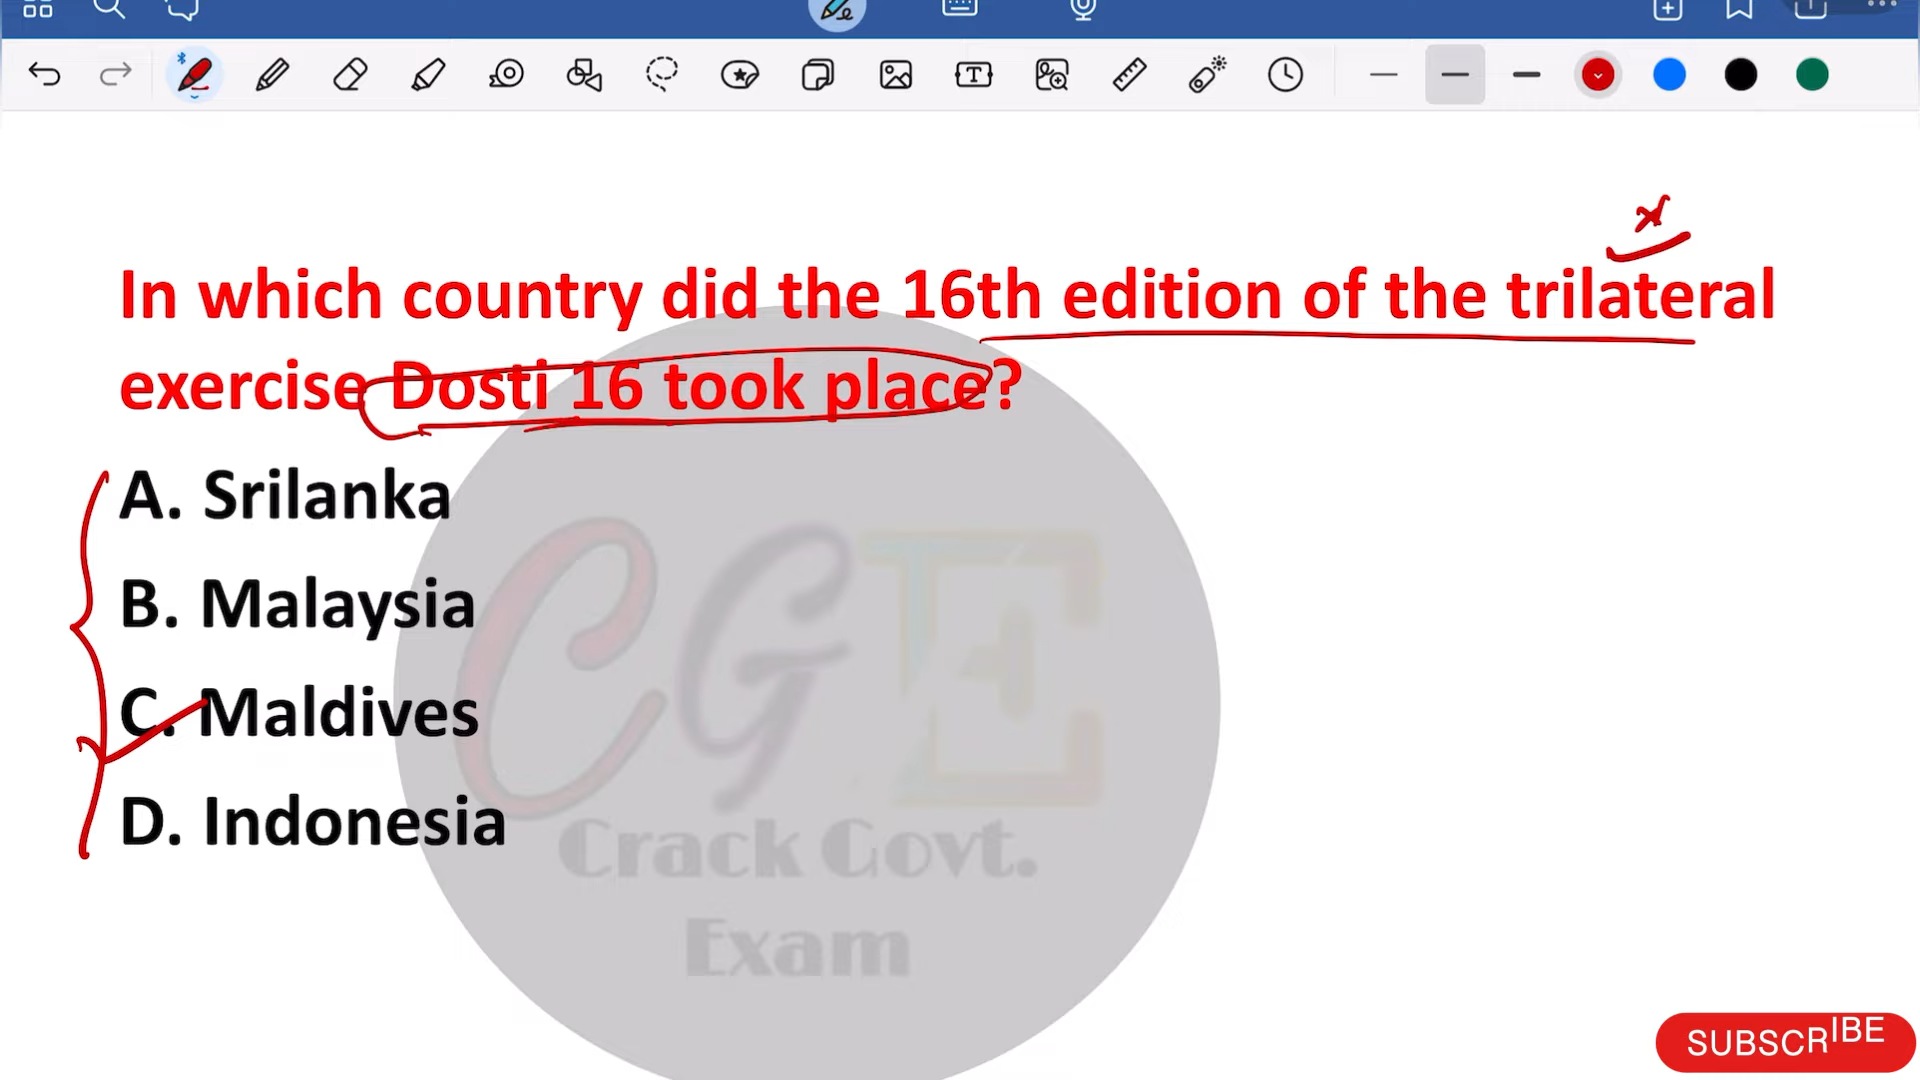 In which country did the 16th edition of the trilateral
exercise Dosti 16 took place?
A. Srilanka
B. Malaysia
C. Maldives
D. Indonesia
CGE
Crack Govt.
Exam
SUBSCRIBE